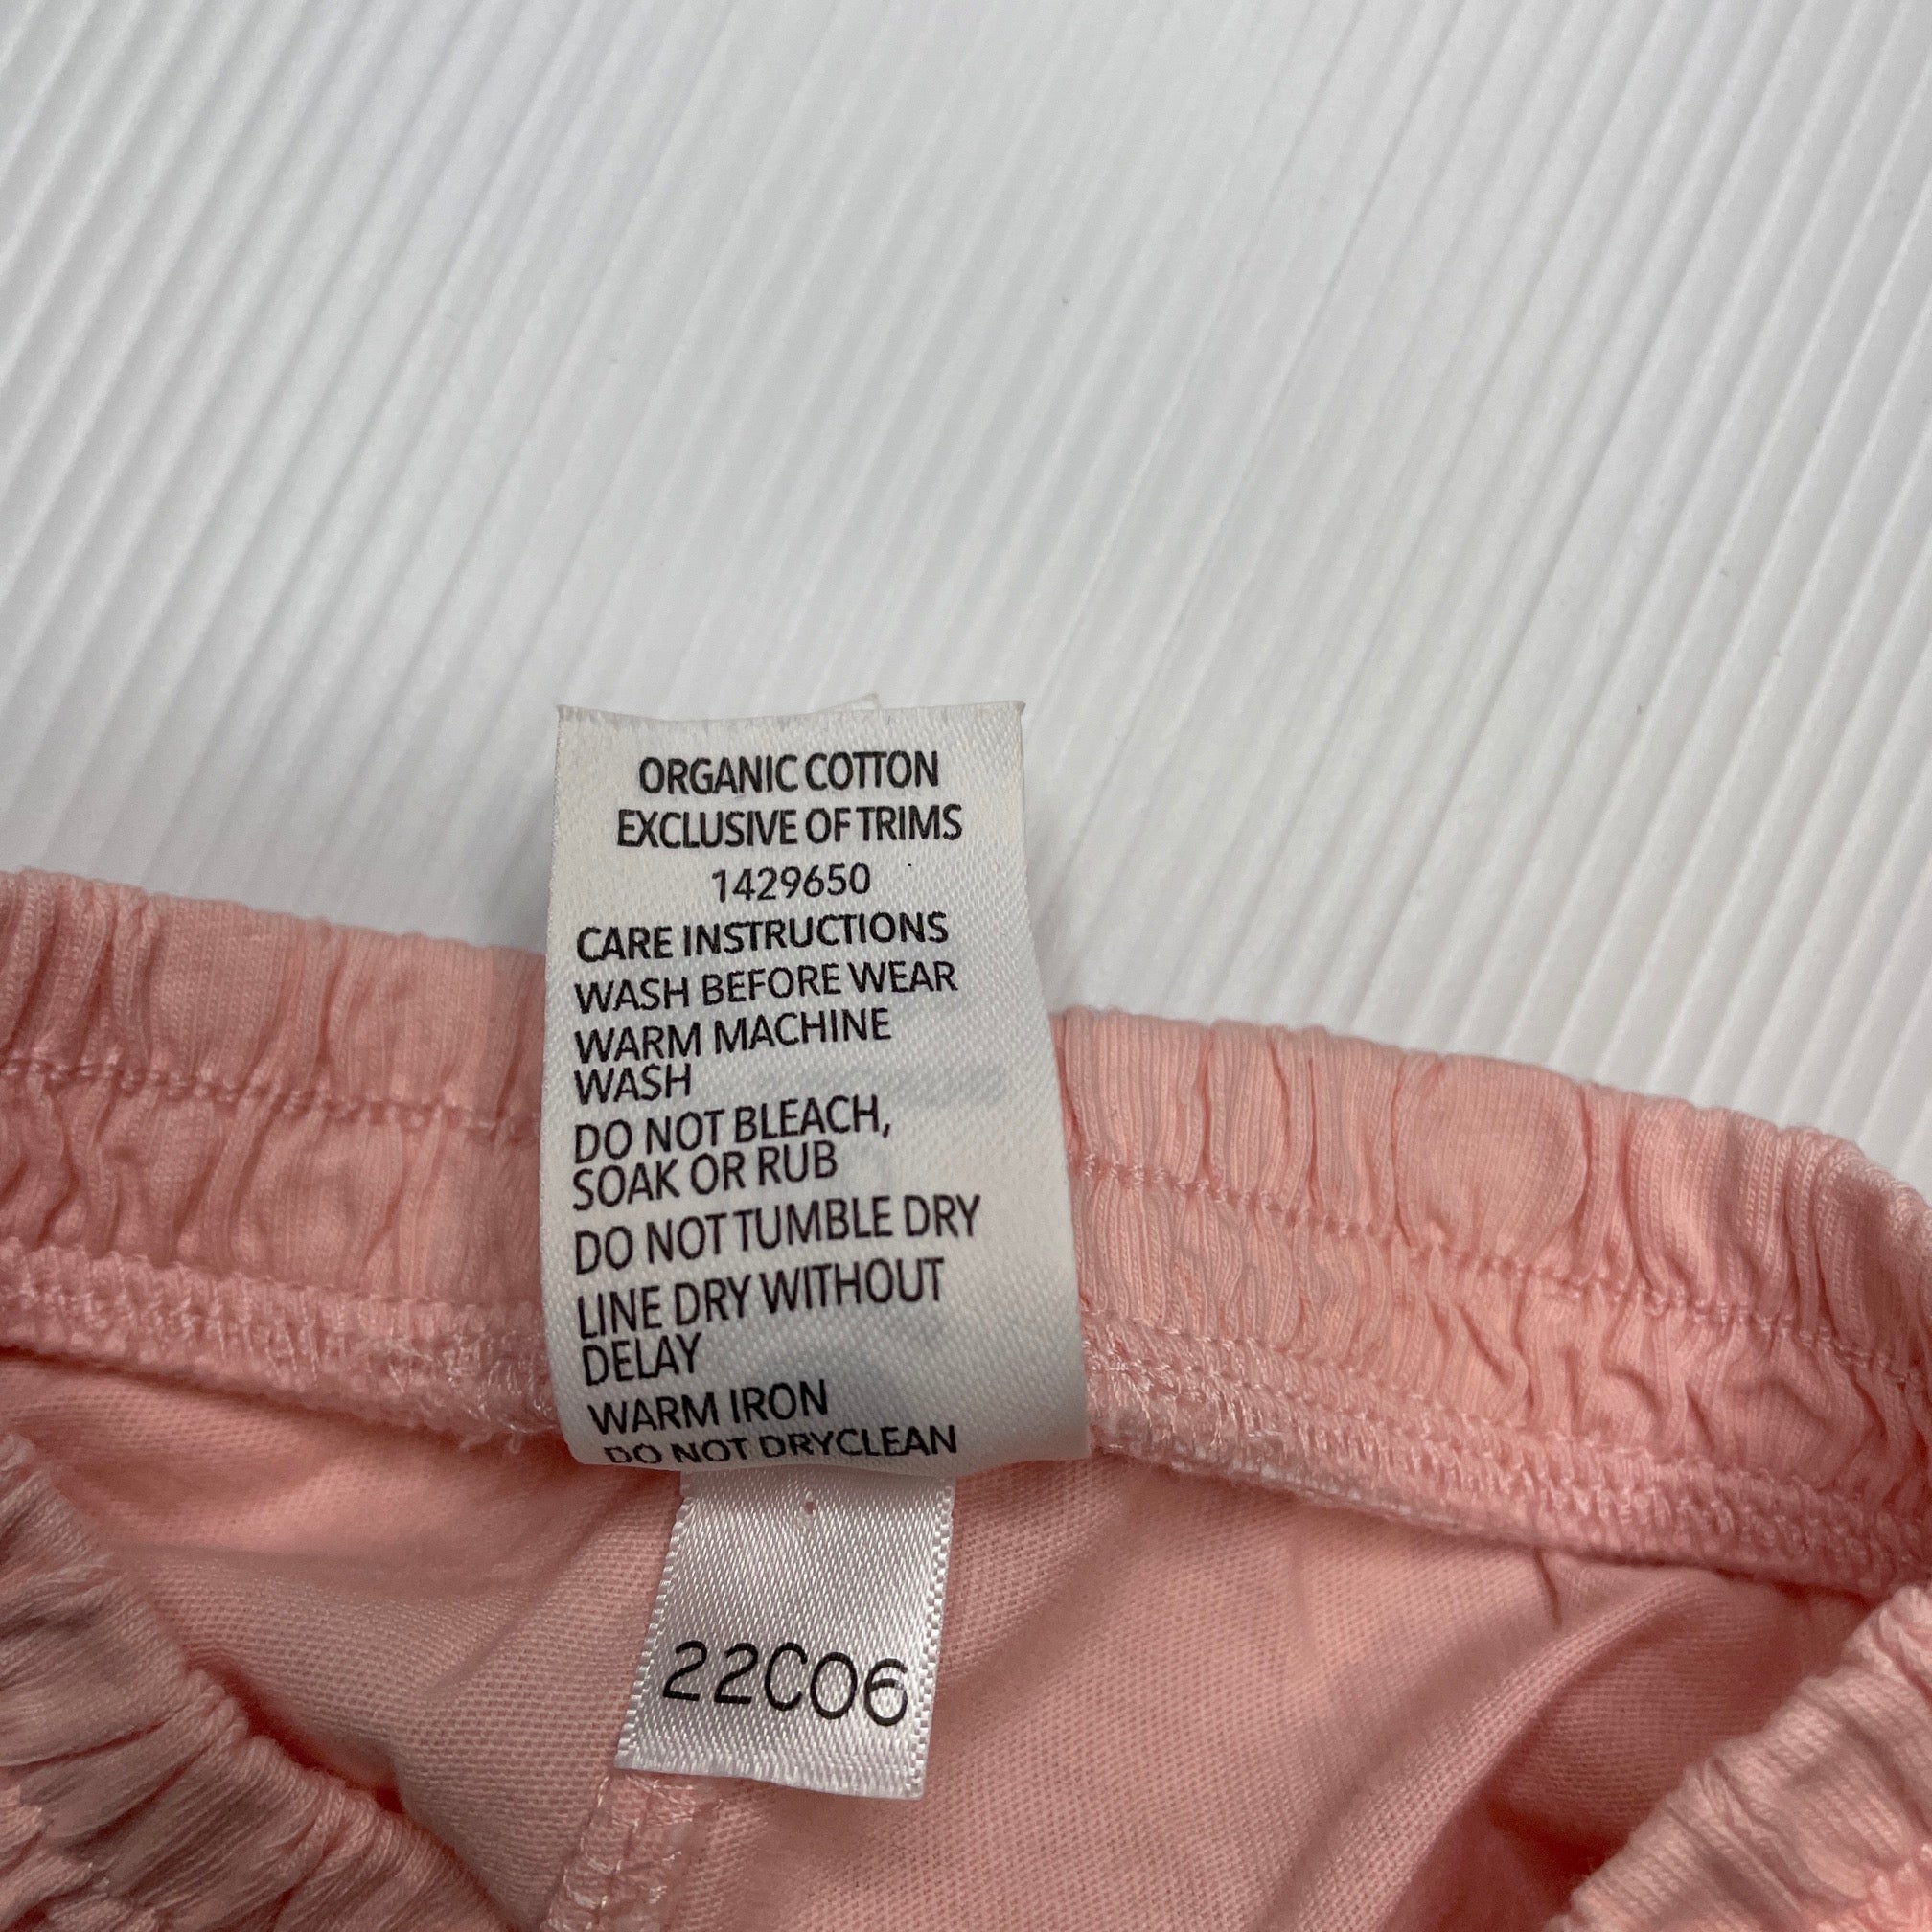 ORGANIC COTTON
EXCLUSIVE OF TRIMS
1429650
CARE INSTRUCTIONS
WASH BEFORE WEAR
WARM MACHINE
WASH
DO NOT BLEACH,
SOAK OR RUB
DO NOT TUMBLE DRY
LINE DRY WITHOUT
DELAY
WARM IRON
DO NOT DRYCLEAN
22C06